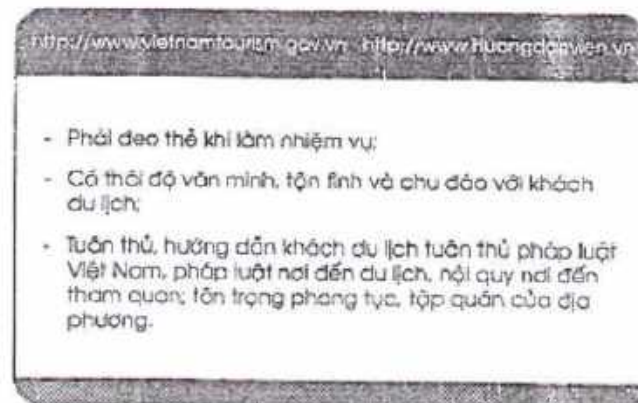 http://www.vietnamtourism.gov.vn http://www.huongdanvien.vn
- Phải đeo thẻ khi làm nhiệm vụ;
- Có thái độ văn minh, tận tình và chu đáo với khách
du lịch;
- Tuân thủ, hướng dẫn khách du lịch tuân thủ pháp luật
Việt Nam, pháp luật nơi đến du lịch, nội quy nơi đến
tham quan; tôn trọng phong tục, tập quán của địa
phương.